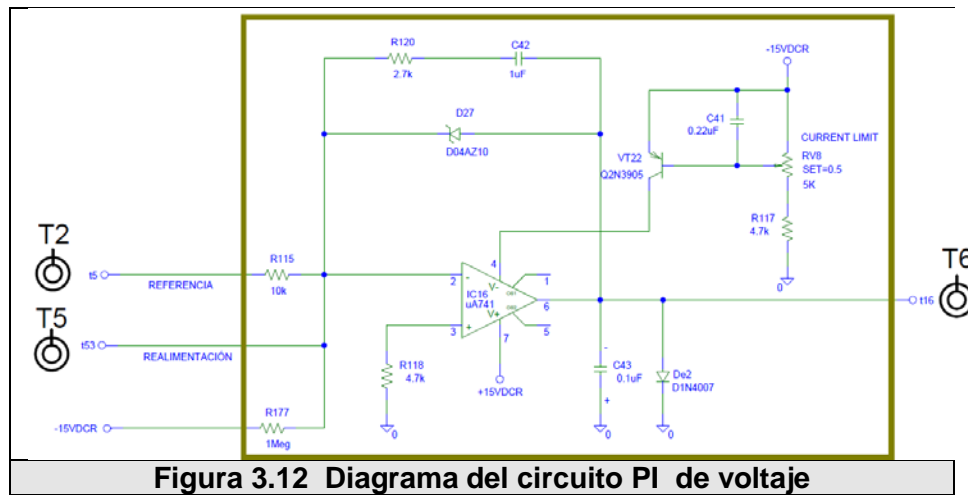 R120
2.7k
C42
1uF
D27
D04AZ10
-15VDCR
C41
0.22uF
CURRENT LIMIT
RV8
SET=0.5
5K
VT22
Q2N3905
R117
4.7k
0
T2
t5
REFERENCIA
R115
10k
T5
t53
REALIMENTACIÓN
-15VDCR
R177
1Meg
R118
4.7k
0
4
2
-
V-
OS1
1
IC16
uA741
6
V+
OS2
3
+
7
5
+15VDCR
-
C43
0.1uF
+
0
De2
D1N4007
0
t16
T6
Figura 3.12 Diagrama del circuito PI de voltaje